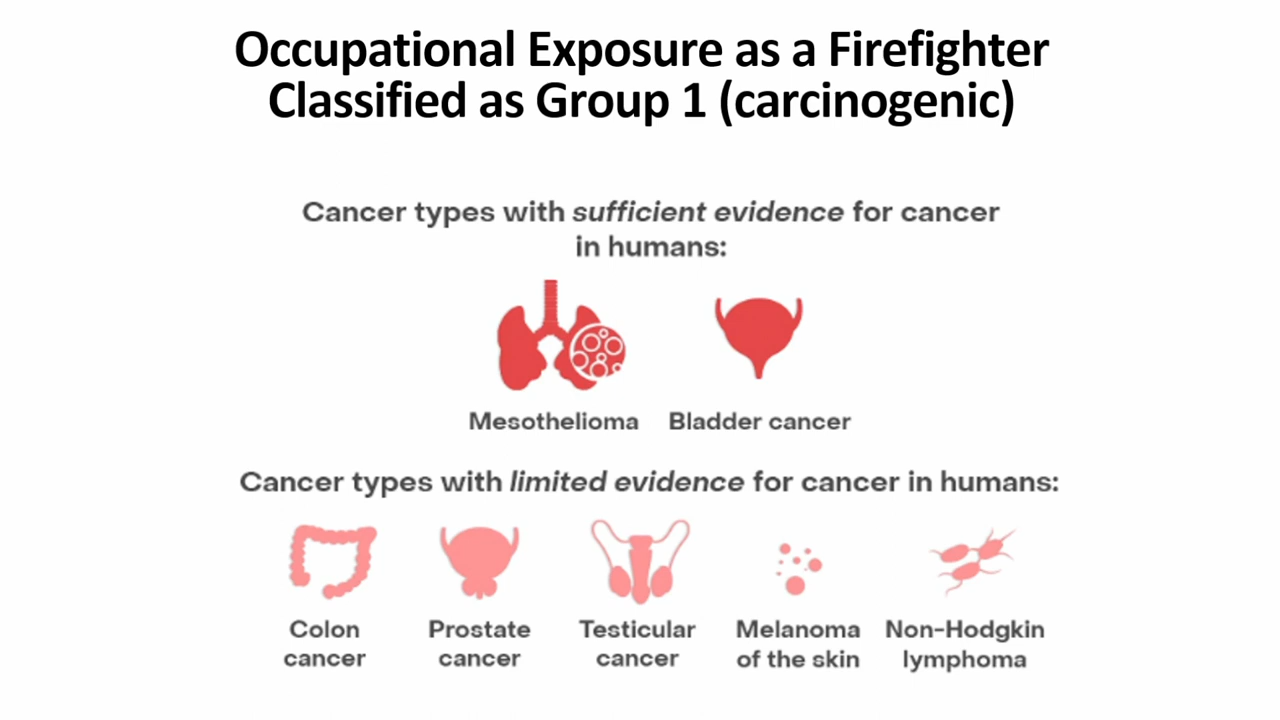 Occupational Exposure as a Firefighter
Classified as Group 1 (carcinogenic)
Cancer types with sufficient evidence for cancer
in humans:
Mesothelioma
Bladder cancer
Cancer types with limited evidence for cancer in humans:
Colon
cancer
Prostate
cancer
Testicular
cancer
Melanoma
of the skin
Non-Hodgkin
lymphoma